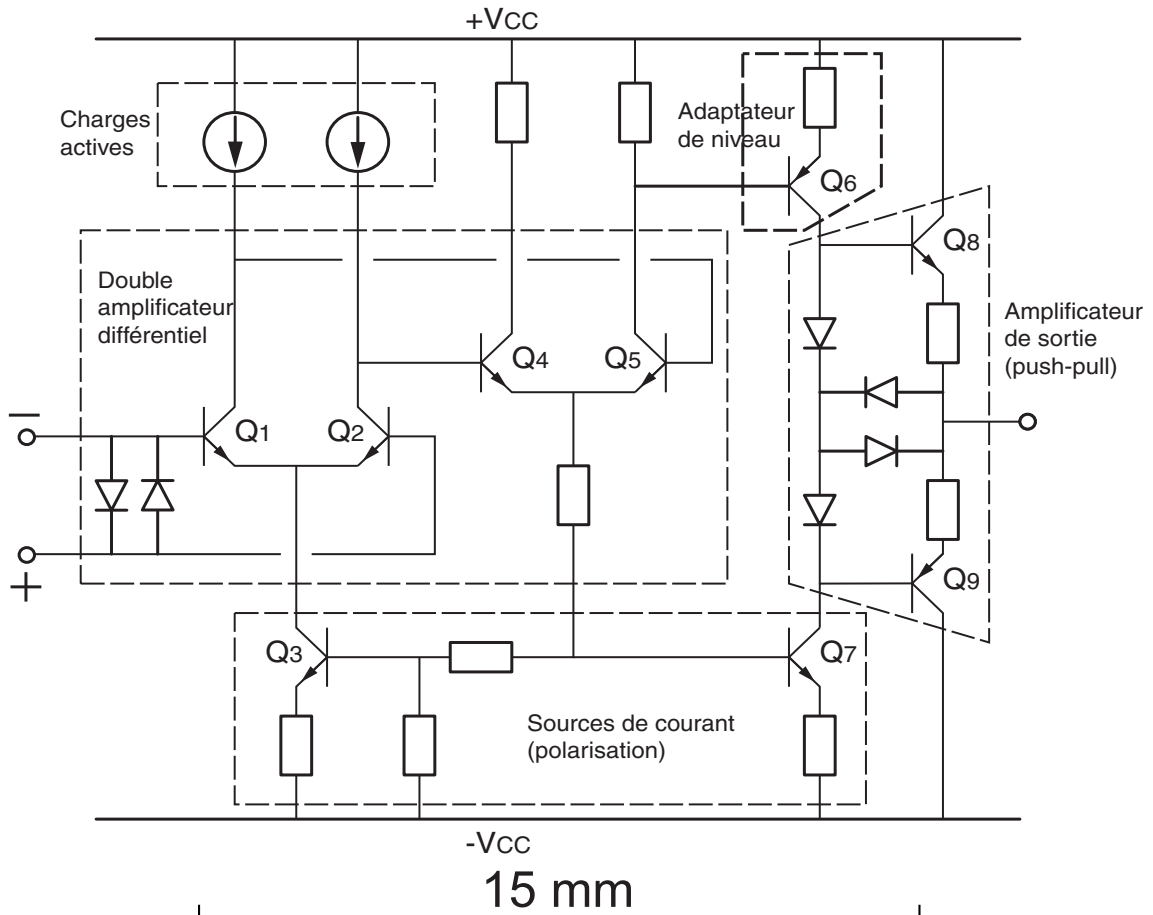 +VCC
Charges
actives
Adaptateur
de niveau
Q6
Q8
Double
amplificateur
différentiel
Amplificateur
de sortie
(push-pull)
Q4
Q5
−
Q1
Q2
+
Q9
Q3
Q7
Sources de courant
(polarisation)
-VCC
15 mm